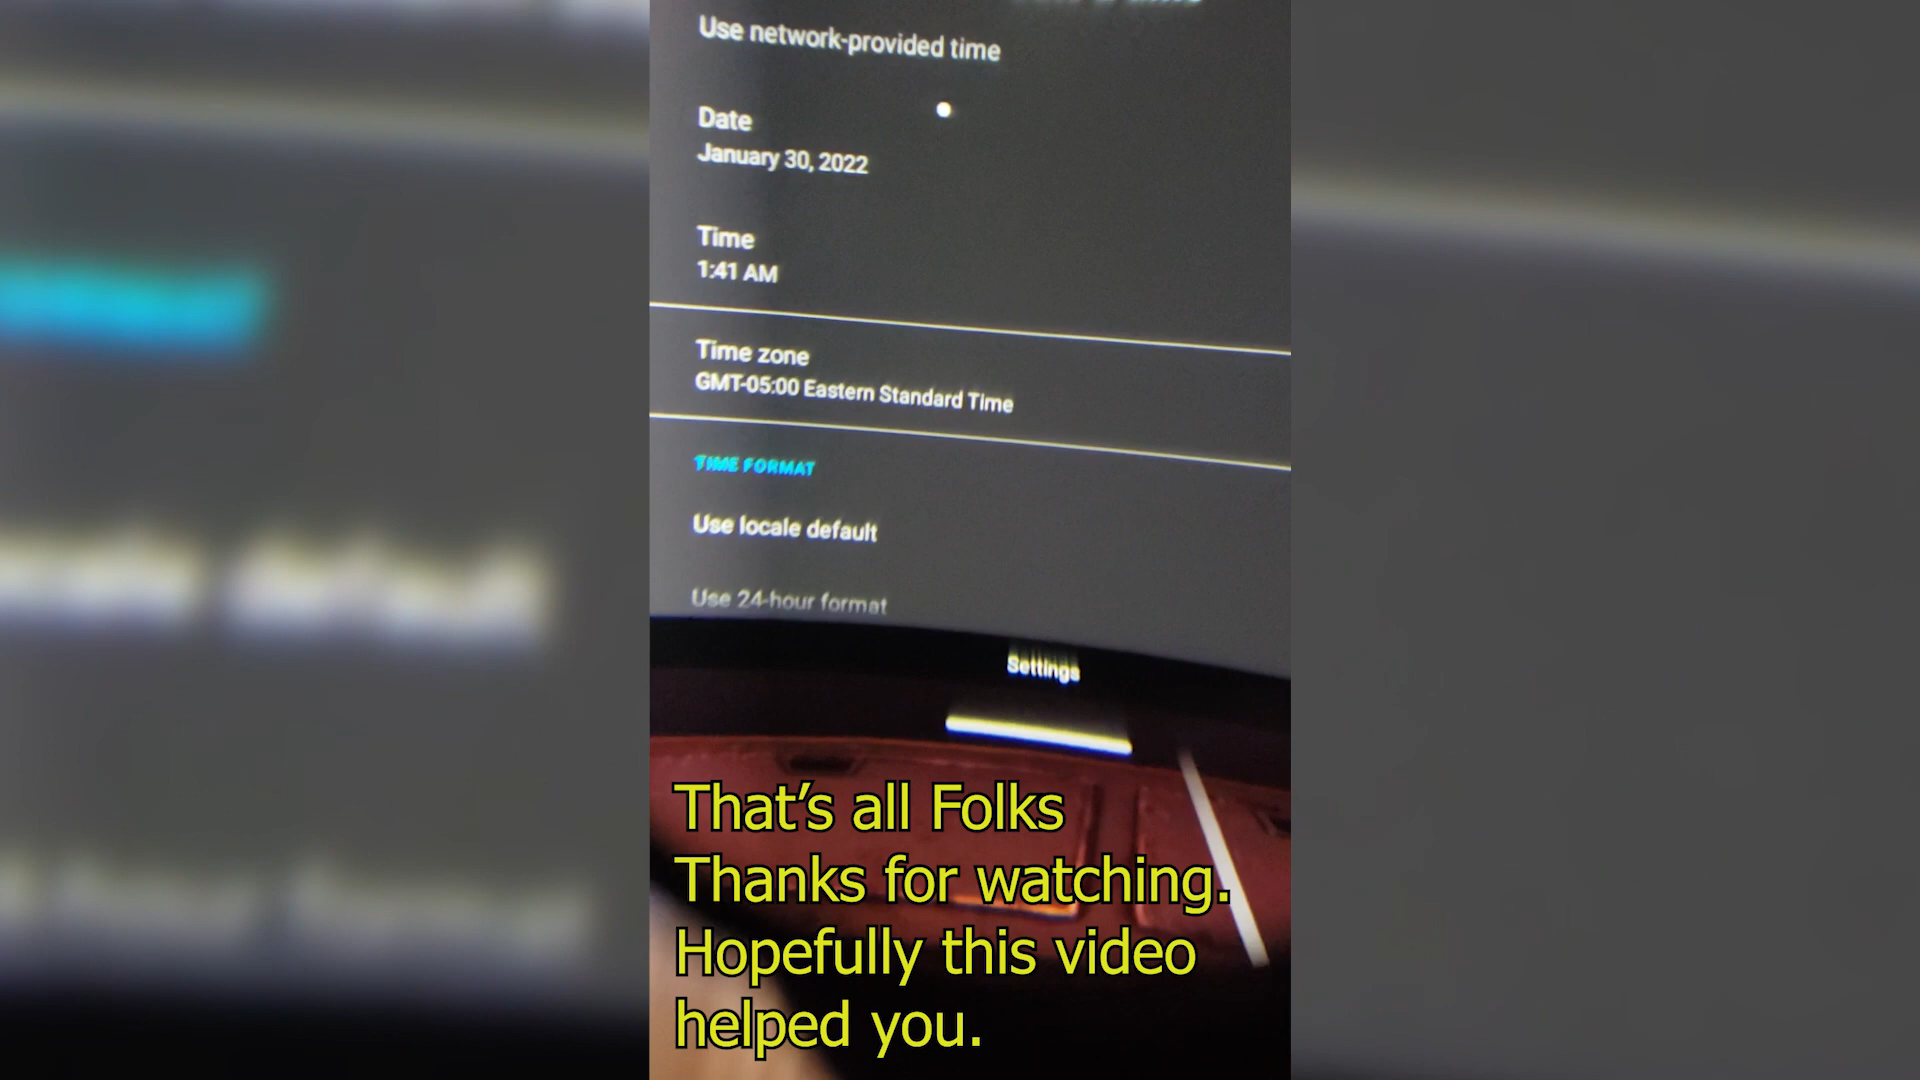 Use network-provided time
Date
January 30, 2022
Time
1:41 AM
Time zone
GMT-05:00 Eastern Standard Time
TIME FORMAT
Use locale default
Use 24-hour format
Settings
That’s all Folks
Thanks for watching.
Hopefully this video
helped you.